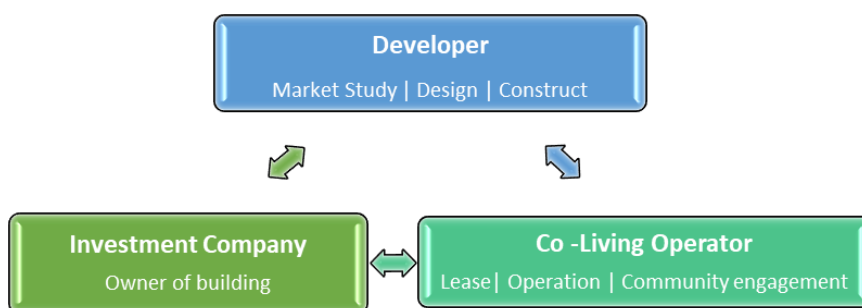 Developer
Market Study | Design | Construct
Investment Company
Owner of building
Co -Living Operator
Lease| Operation | Community engagement